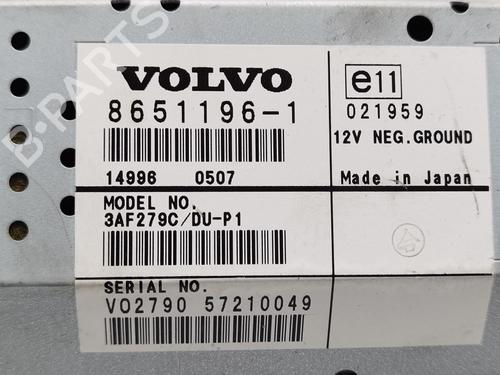 VOLVO
8651196-1
14996 0507
MODEL NO.
3AF279C/DU-P1
SERIAL NO.
VO2790 57210049
e11
021959
12V NEG.GROUND
Made in Japan
合
B-PARTS